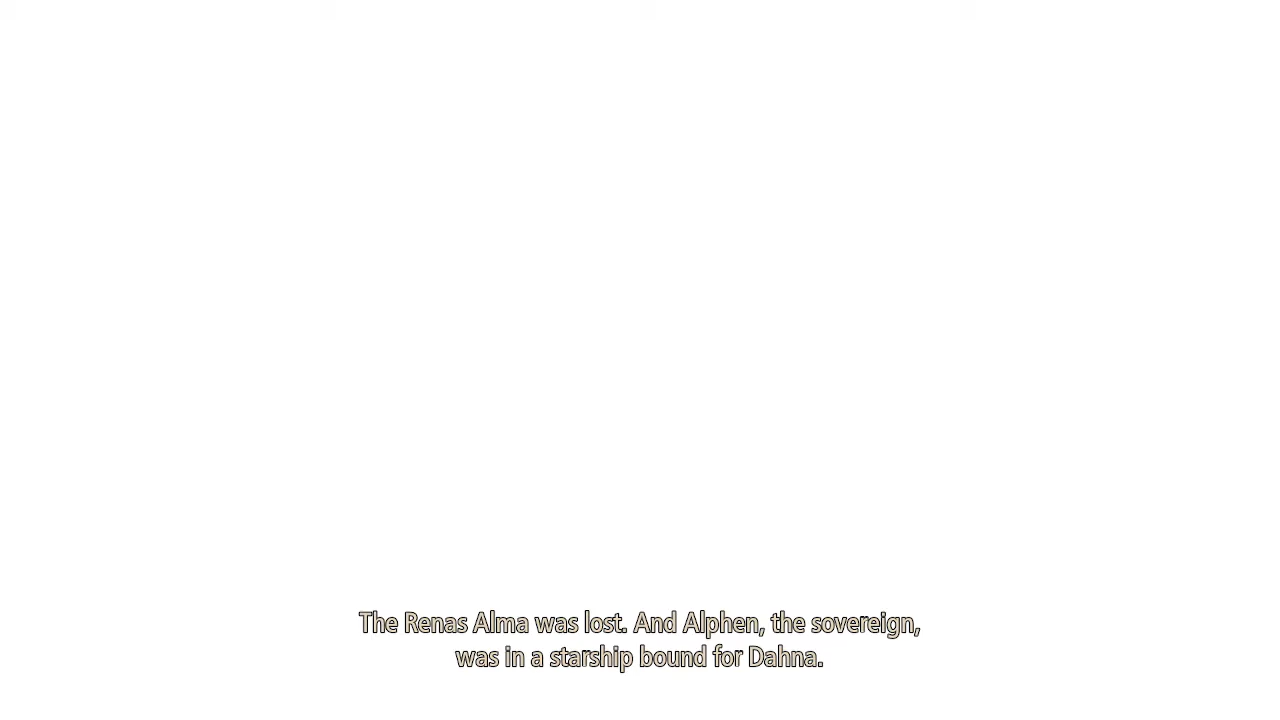 The Renas Alma was lost. And Alphen, the sovereign,
was in a starship bound for Dahna.